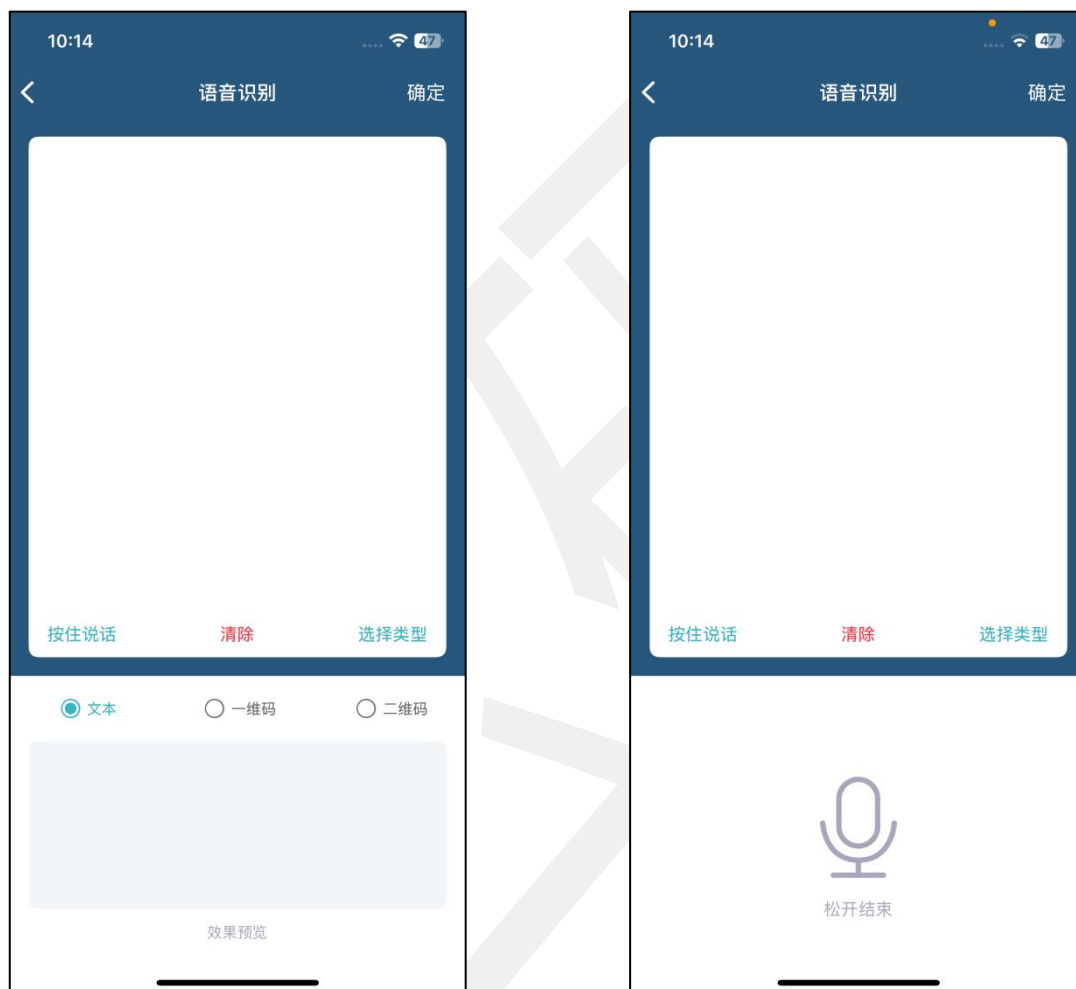 10:14
47
语音识别
确定
按住说话
清除
选择类型
文本
一维码
二维码
效果预览
10:14
47
语音识别
确定
按住说话
清除
选择类型
松开结束